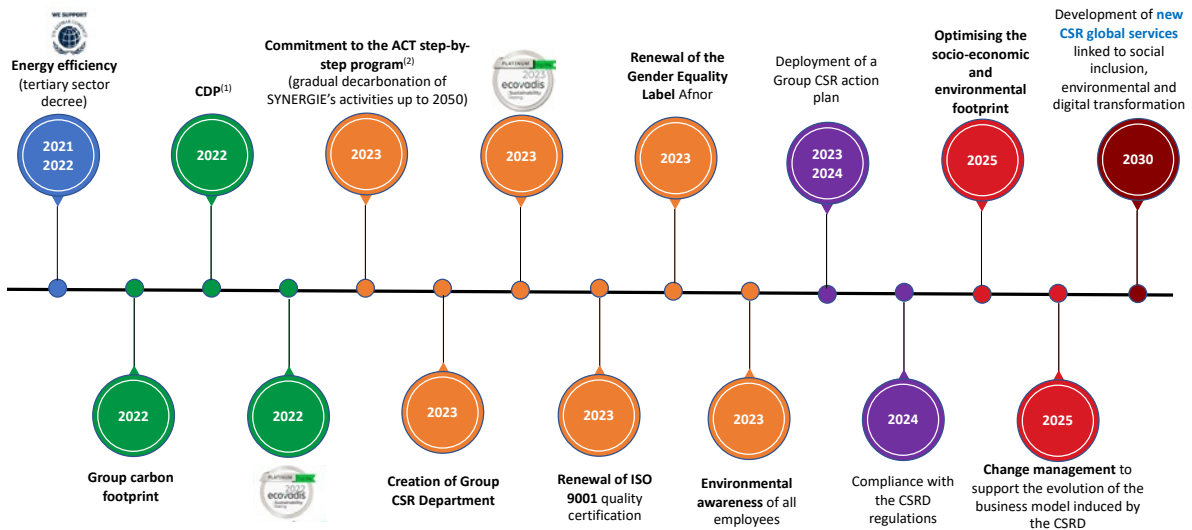 WE SUPPORT
Energy efficiency
(tertiary sector
decree)
2021
2022
CDP(1)
2022
Commitment to the ACT step-by-
step program(2)
(gradual decarbonation of
SYNERGIE's activities up to 2050)
2023
PLATINUM
2023
ecovadis
Sustainability
Rating
2023
Renewal of the
Gender Equality
Label Afnor
2023
Deployment of a
Group CSR action
plan
2023
2024
Optimising the
socio-economic
and
environmental
footprint
2025
Development of new
CSR global services
linked to social
inclusion,
environmental and
digital transformation
2030
2022
Group carbon
footprint
2022
PLATINUM
2022
ecovadis
Sustainability
Rating
2023
Creation of Group
CSR Department
2023
Renewal of ISO
9001 quality
certification
2023
Environmental
awareness of all
employees
2024
Compliance with
the CSRD
regulations
2025
Change management to
support the evolution of the
business model induced by
the CSRD